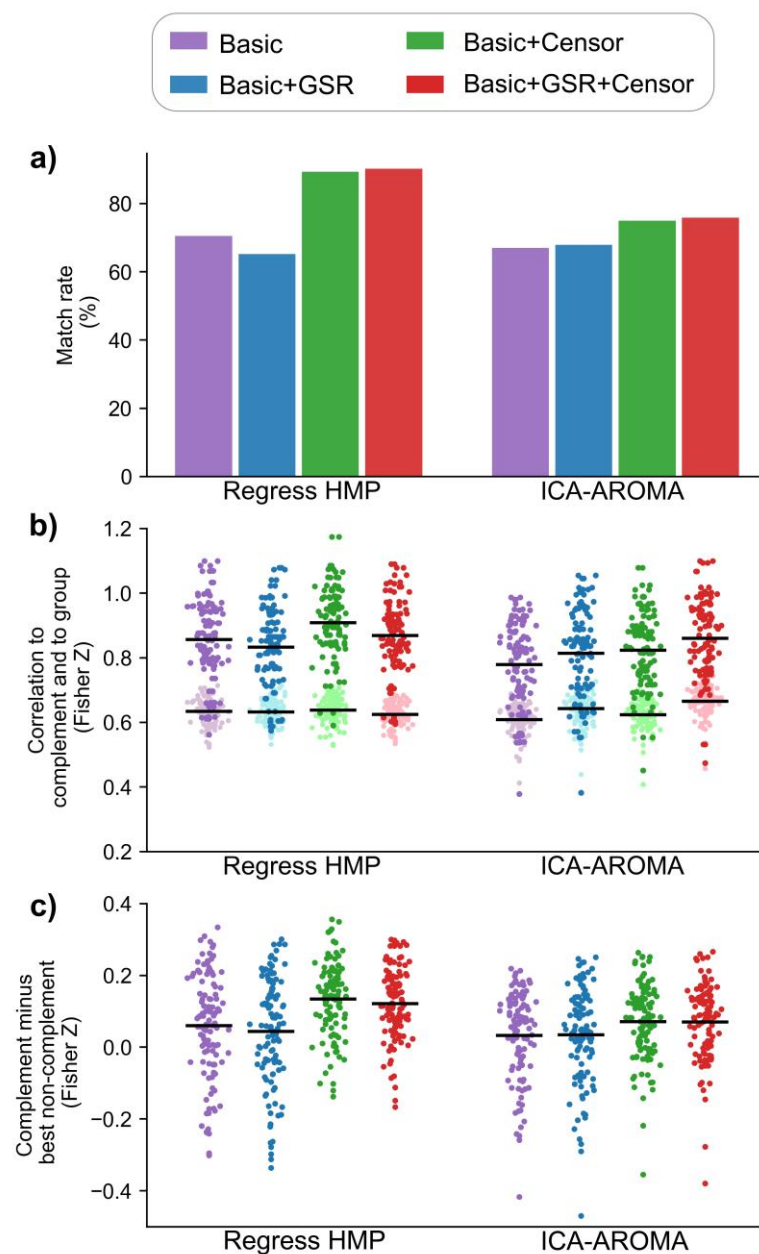 Basic
Basic+Censor
Basic+GSR
Basic+GSR+Censor
a)
80
60
40
20
0
Match rate
(%)
Regress HMP
ICA-AROMA
b)
1.2
1.0
0.8
0.6
0.4
0.2
Correlation to
complement and to group
(Fisher Z)
Regress HMP
ICA-AROMA
c)
0.4
0.2
0.0
−0.2
−0.4
Complement minus
best non-complement
(Fisher Z)
Regress HMP
ICA-AROMA